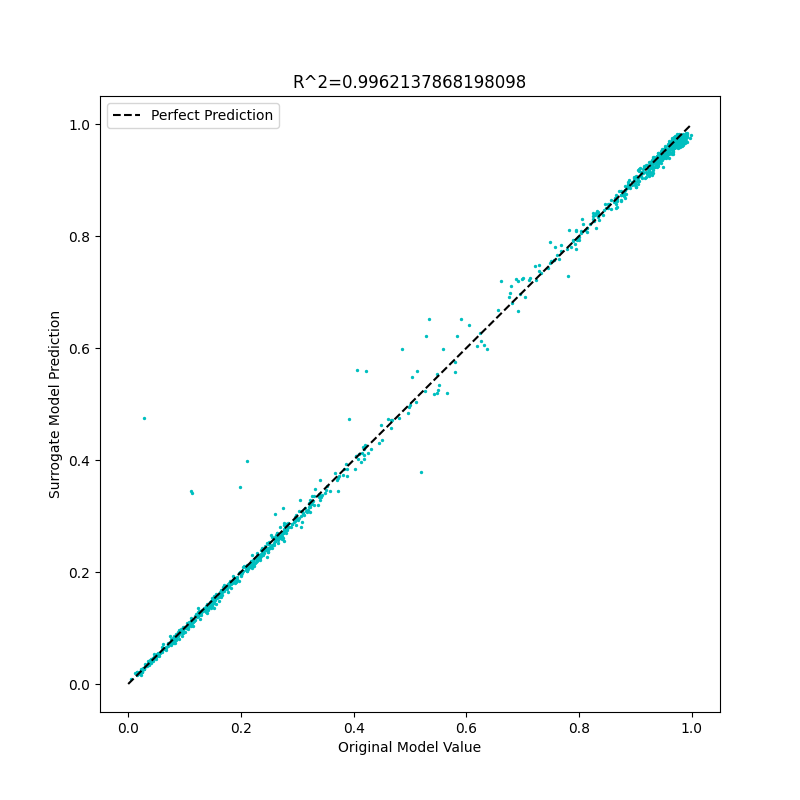 R^2=0.9962137868198098
Perfect Prediction
1.0
0.8
0.6
0.4
0.2
0.0
Surrogate Model Prediction
0.0 0.2 0.4 0.6 0.8 1.0
Original Model Value